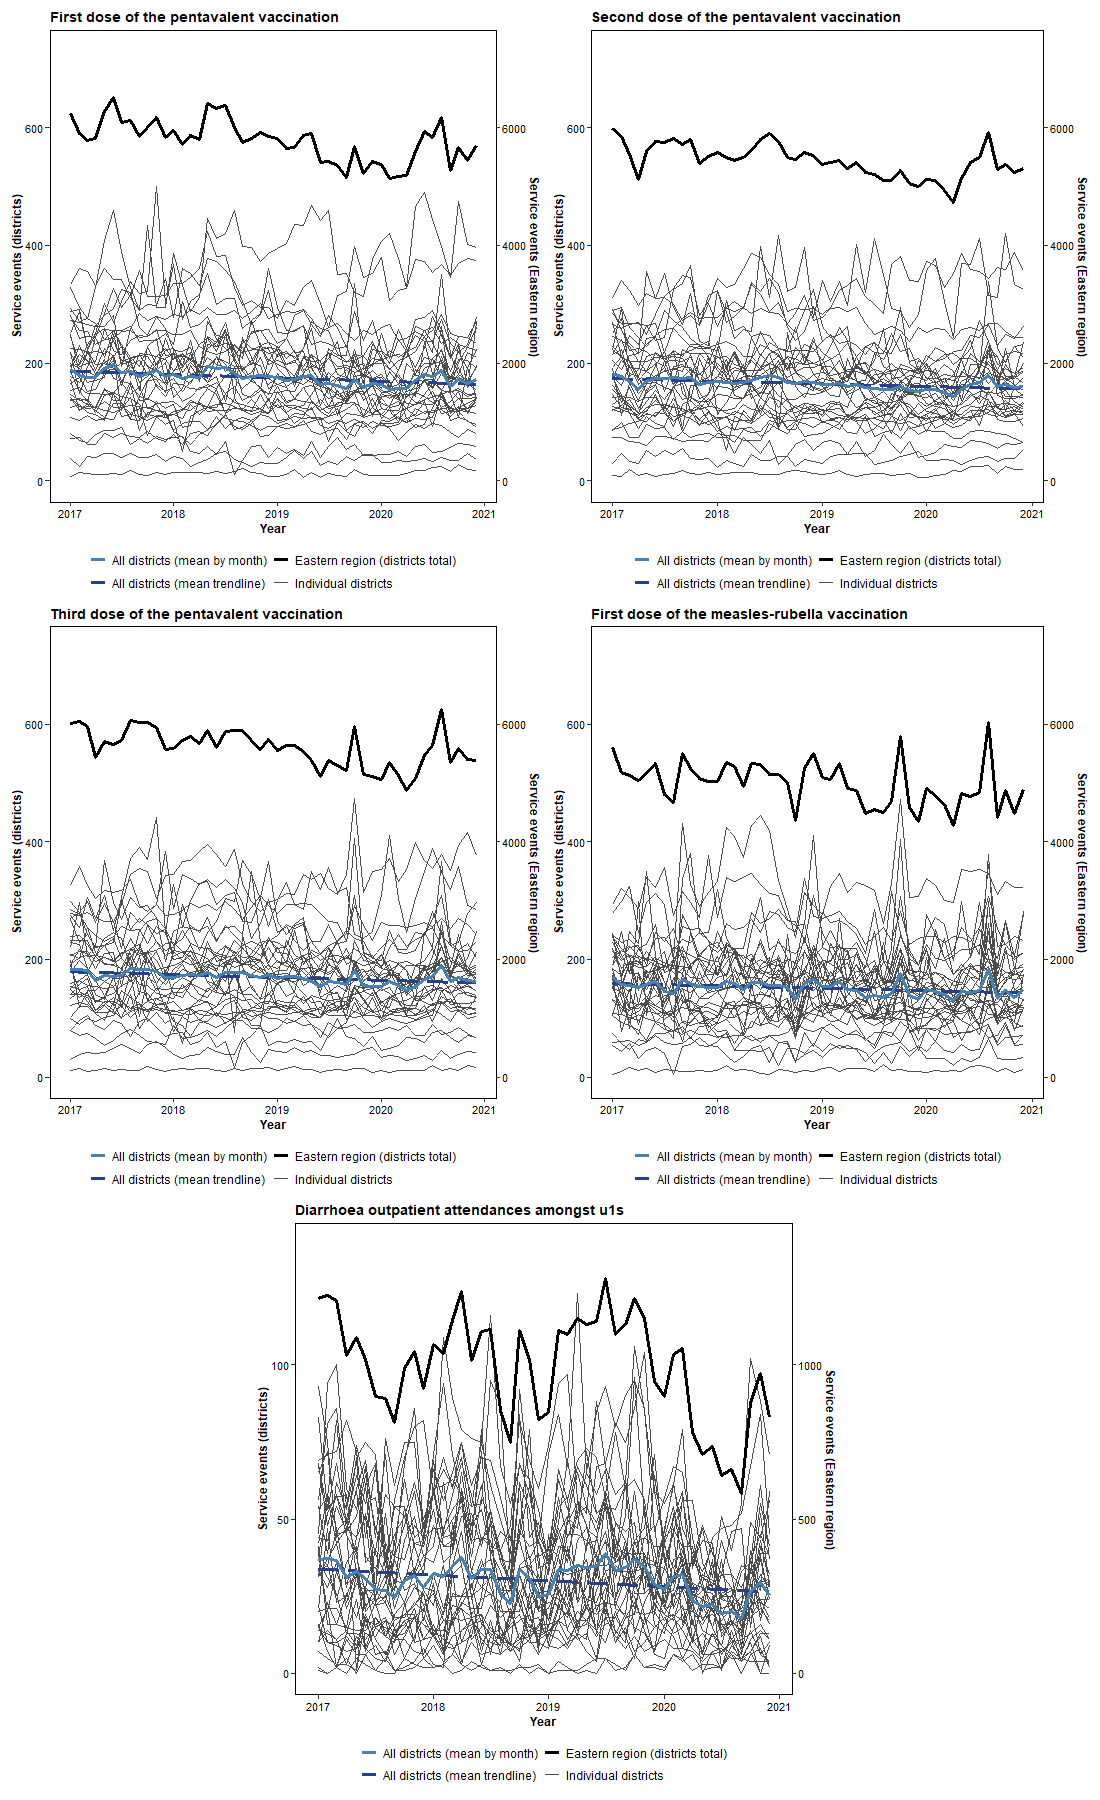 First dose of the pentavalent vaccination
Service events (districts)
600
400
200
0
6000
4000
2000
0
Service events (Eastern region)
2017 2018 2019 2020 2021
Year
All districts (mean by month) Eastern region (districts total)
All districts (mean trendline) Individual districts
Second dose of the pentavalent vaccination
Service events (districts)
600
400
200
0
6000
4000
2000
0
Service events (Eastern region)
2017 2018 2019 2020 2021
Year
All districts (mean by month) Eastern region (districts total)
All districts (mean trendline) Individual districts
Third dose of the pentavalent vaccination
Service events (districts)
600
400
200
0
6000
4000
2000
0
Service events (Eastern region)
2017 2018 2019 2020 2021
Year
All districts (mean by month) Eastern region (districts total)
All districts (mean trendline) Individual districts
First dose of the measles-rubella vaccination
Service events (districts)
600
400
200
0
6000
4000
2000
0
Service events (Eastern region)
2017 2018 2019 2020 2021
Year
All districts (mean by month) Eastern region (districts total)
All districts (mean trendline) Individual districts
Diarrhoea outpatient attendances amongst u1s
Service events (districts)
100
50
0
1000
500
0
Service events (Eastern region)
2017 2018 2019 2020 2021
Year
All districts (mean by month) Eastern region (districts total)
All districts (mean trendline) Individual districts